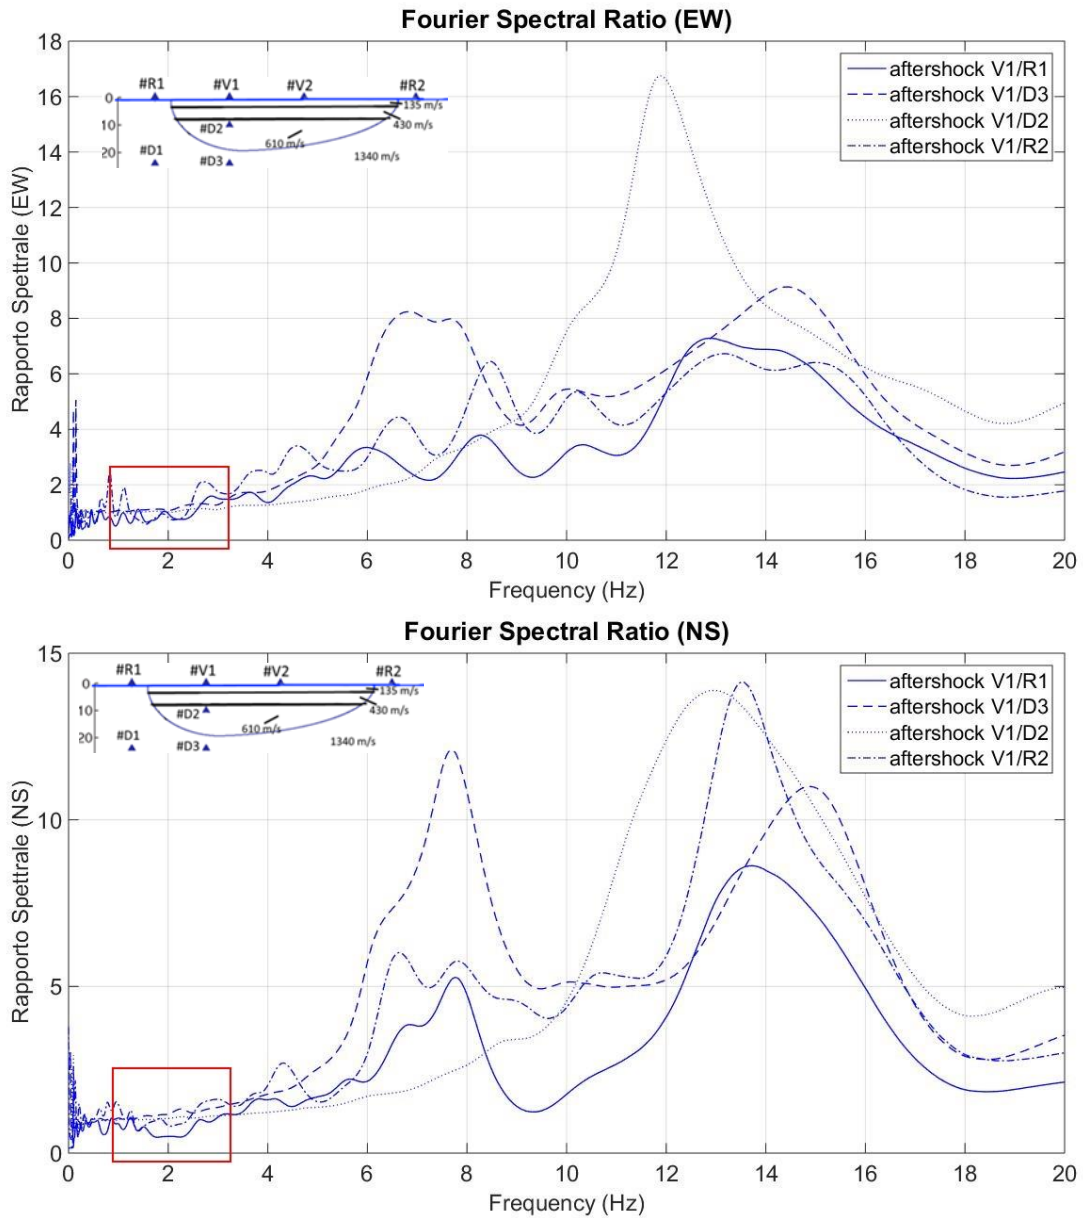 Fourier Spectral Ratio (EW)
18
16
14
12
10
8
6
4
2
0
Rapporto Spettrale (EW)
#R1 #V1 #V2 #R2
0
10
20
135 m/s
430 m/s
#D2
610 m/s
1340 m/s
#D1 #D3
aftershock V1/R1
aftershock V1/D3
aftershock V1/D2
aftershock V1/R2
0 2 4 6 8 10 12 14 16 18 20
Frequency (Hz)
Fourier Spectral Ratio (NS)
15
10
5
0
Rapporto Spettrale (NS)
#R1 #V1 #V2 #R2
0
10
20
135 m/s
430 m/s
#D2
610 m/s
1340 m/s
#D1 #D3
aftershock V1/R1
aftershock V1/D3
aftershock V1/D2
aftershock V1/R2
0 2 4 6 8 10 12 14 16 18 20
Frequency (Hz)